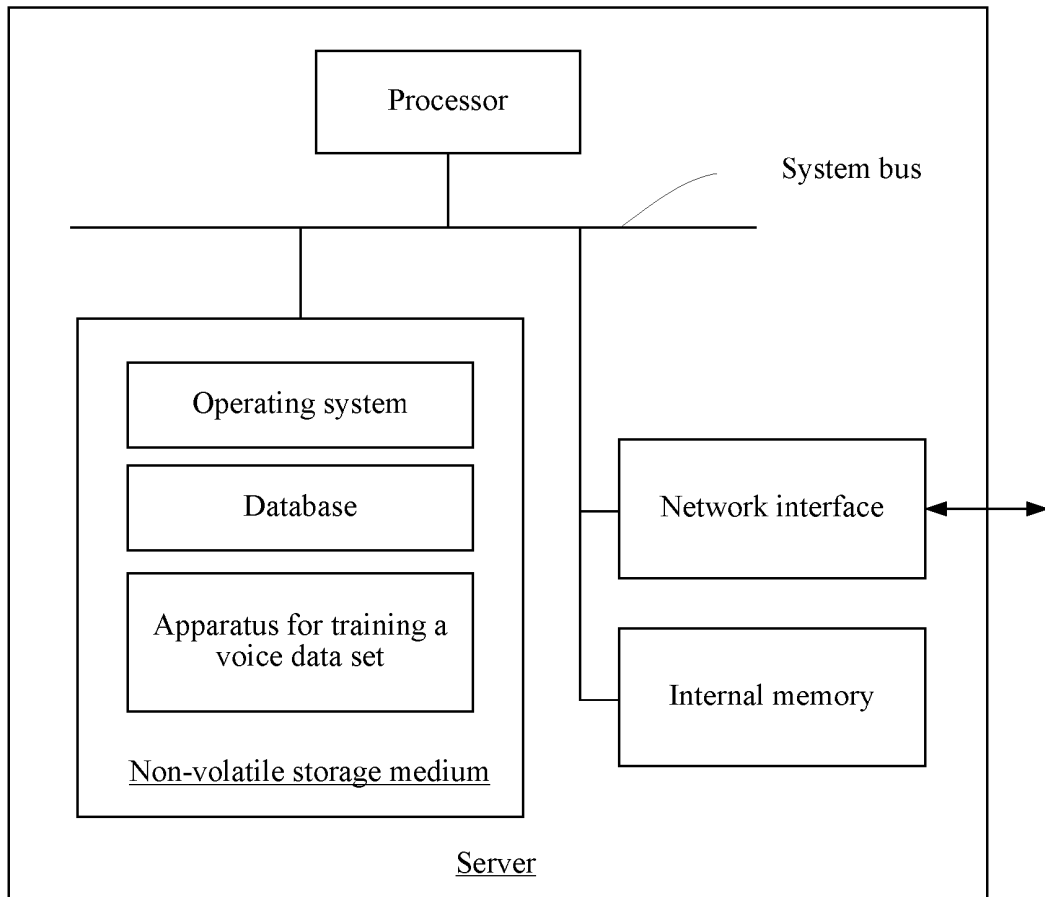 Processor
System bus
Operating system
Database
Network interface
Apparatus for training a
voice data set
Internal memory
Non-volatile storage medium
Server